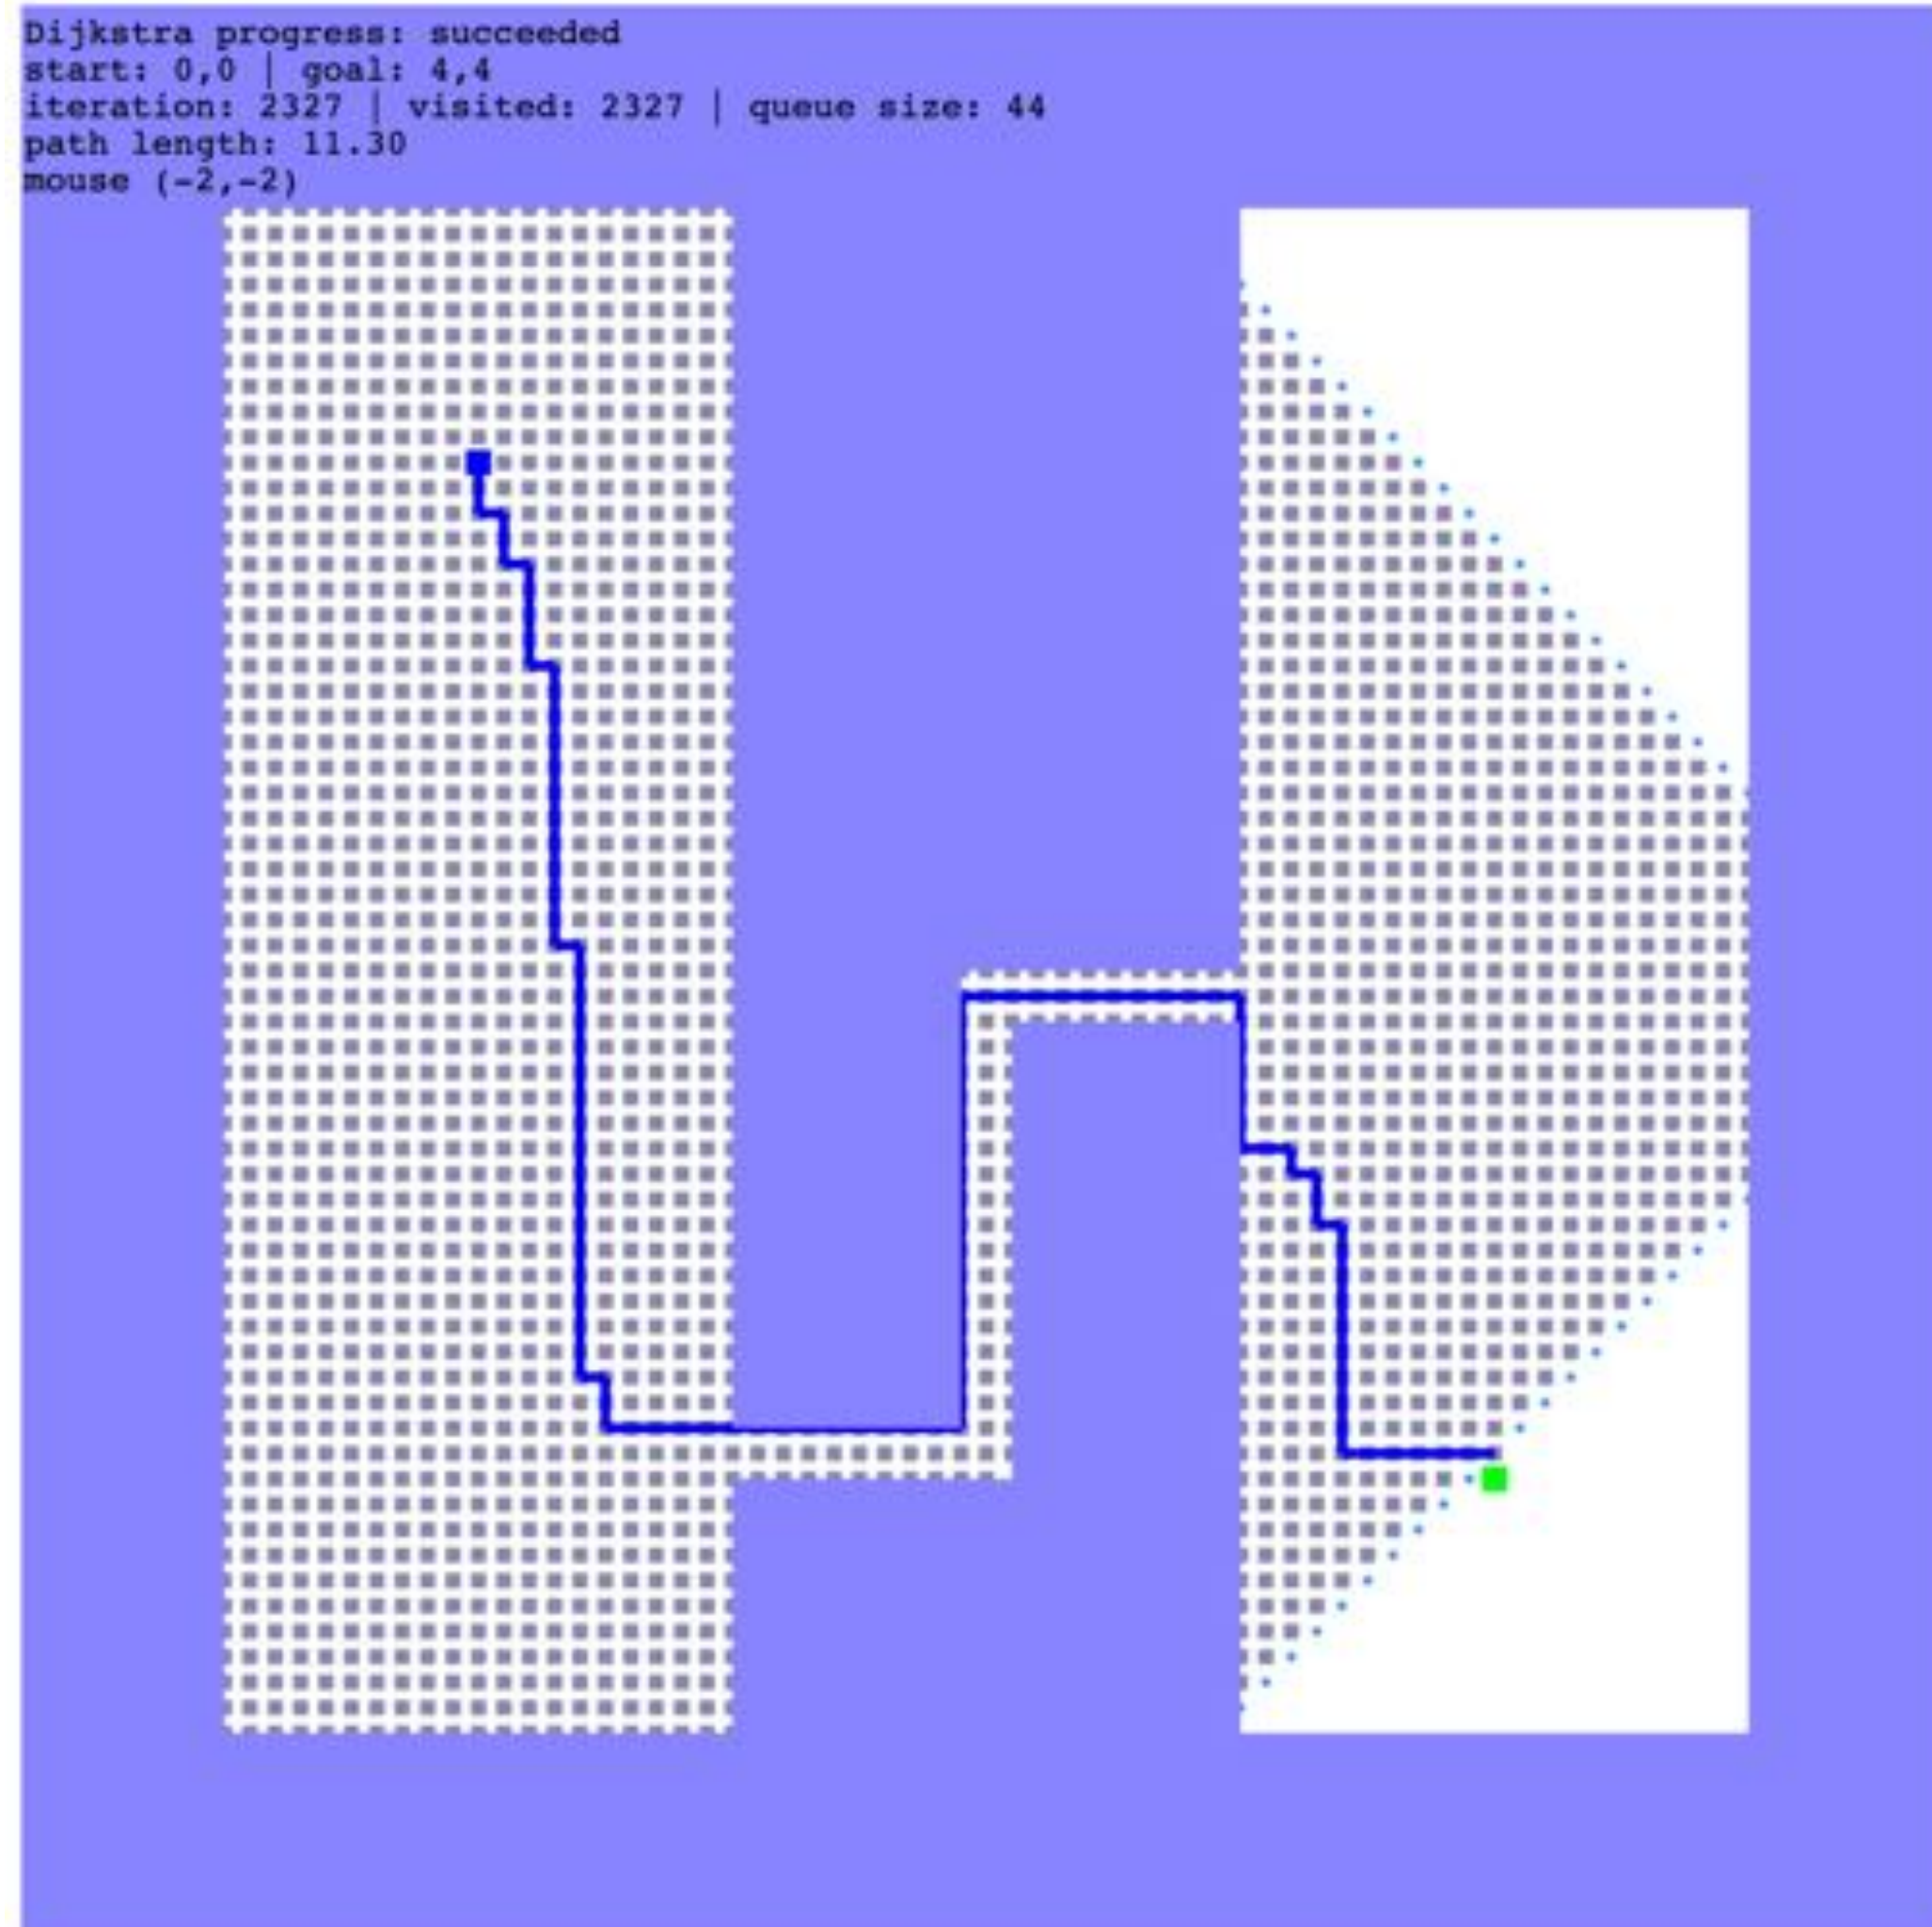 Dijkstra progress: succeeded
start: 0,0 | goal: 4,4
iteration: 2327 | visited: 2327 | queue size: 44
path length: 11.30
mouse (-2,-2)